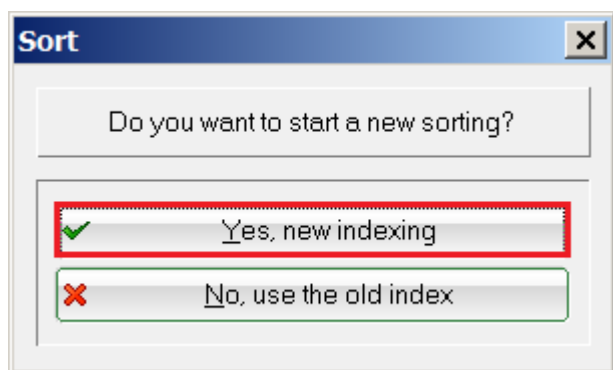 Sort
Do you want to start a new sorting?
Yes, new indexing
No, use the old index